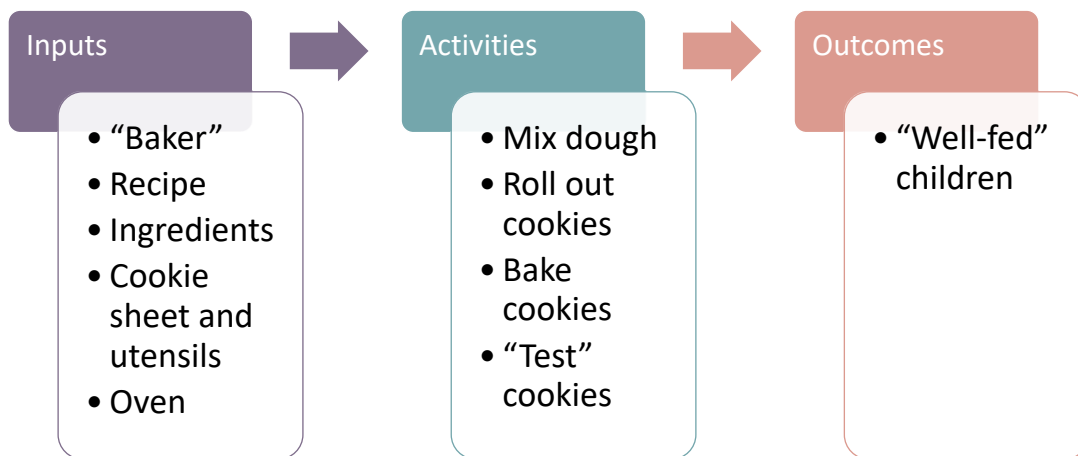 Inputs
• “Baker”
• Recipe
• Ingredients
• Cookie
sheet and
utensils
• Oven
Activities
• Mix dough
• Roll out
cookies
• Bake
cookies
• “Test”
cookies
Outcomes
• “Well-fed”
children